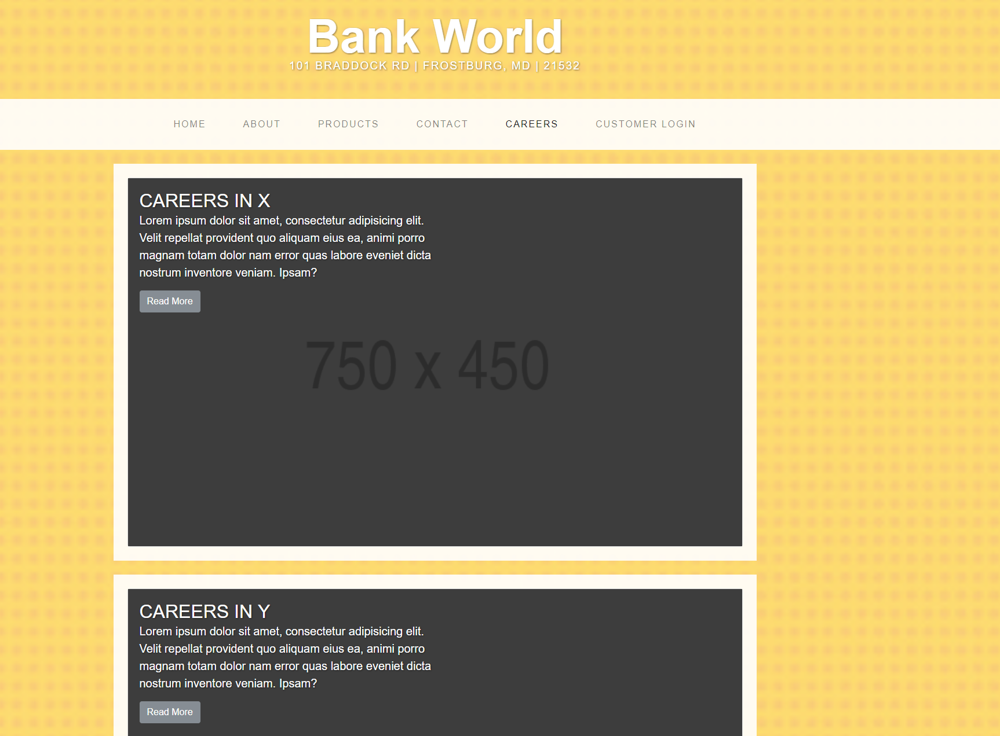 Bank World
101 BRADDOCK RD | FROSTBURG, MD | 21532
HOME ABOUT PRODUCTS CONTACT CAREERS CUSTOMER LOGIN
CAREERS IN X
Lorem ipsum dolor sit amet, consectetur adipisicing elit.
Velit repellat provident quo aliquam eius ea, animi porro
magnam totam dolor nam error quas labore eveniet dicta
nostrum inventore veniam. Ipsam?
Read More
750 x 450
CAREERS IN Y
Lorem ipsum dolor sit amet, consectetur adipisicing elit.
Velit repellat provident quo aliquam eius ea, animi porro
magnam totam dolor nam error quas labore eveniet dicta
nostrum inventore veniam. Ipsam?
Read More